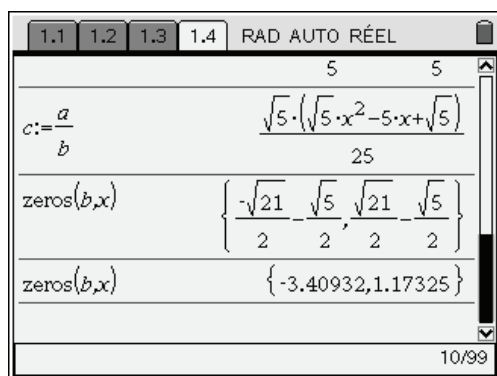 1.1 1.2 1.3 1.4 RAD AUTO RÉEL
5 5
c:=a/b √5·(√5·x²-5·x+√5)/25
zeros(b,x) {-√21/2-√5/2,√21/2-√5/2}
zeros(b,x) {-3.40932,1.17325}
10/99